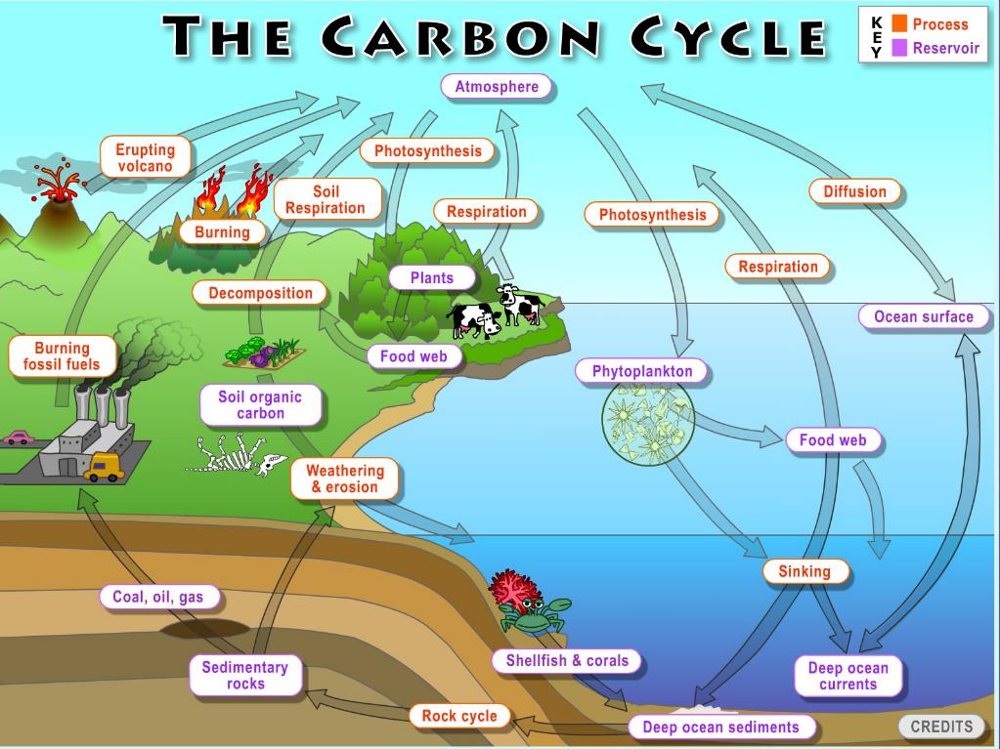 THE CARBON CYCLE
KEY
Process
Reservoir
Atmosphere
Erupting
volcano
Photosynthesis
Soil
Respiration
Burning
Respiration
Photosynthesis
Diffusion
Respiration
Plants
Decomposition
Ocean surface
Burning
fossil fuels
Food web
Phytoplankton
Soil organic
carbon
Food web
Weathering
& erosion
Sinking
Coal, oil, gas
Sedimentary
rocks
Shellfish & corals
Deep ocean
currents
Rock cycle
Deep ocean sediments
CREDITS